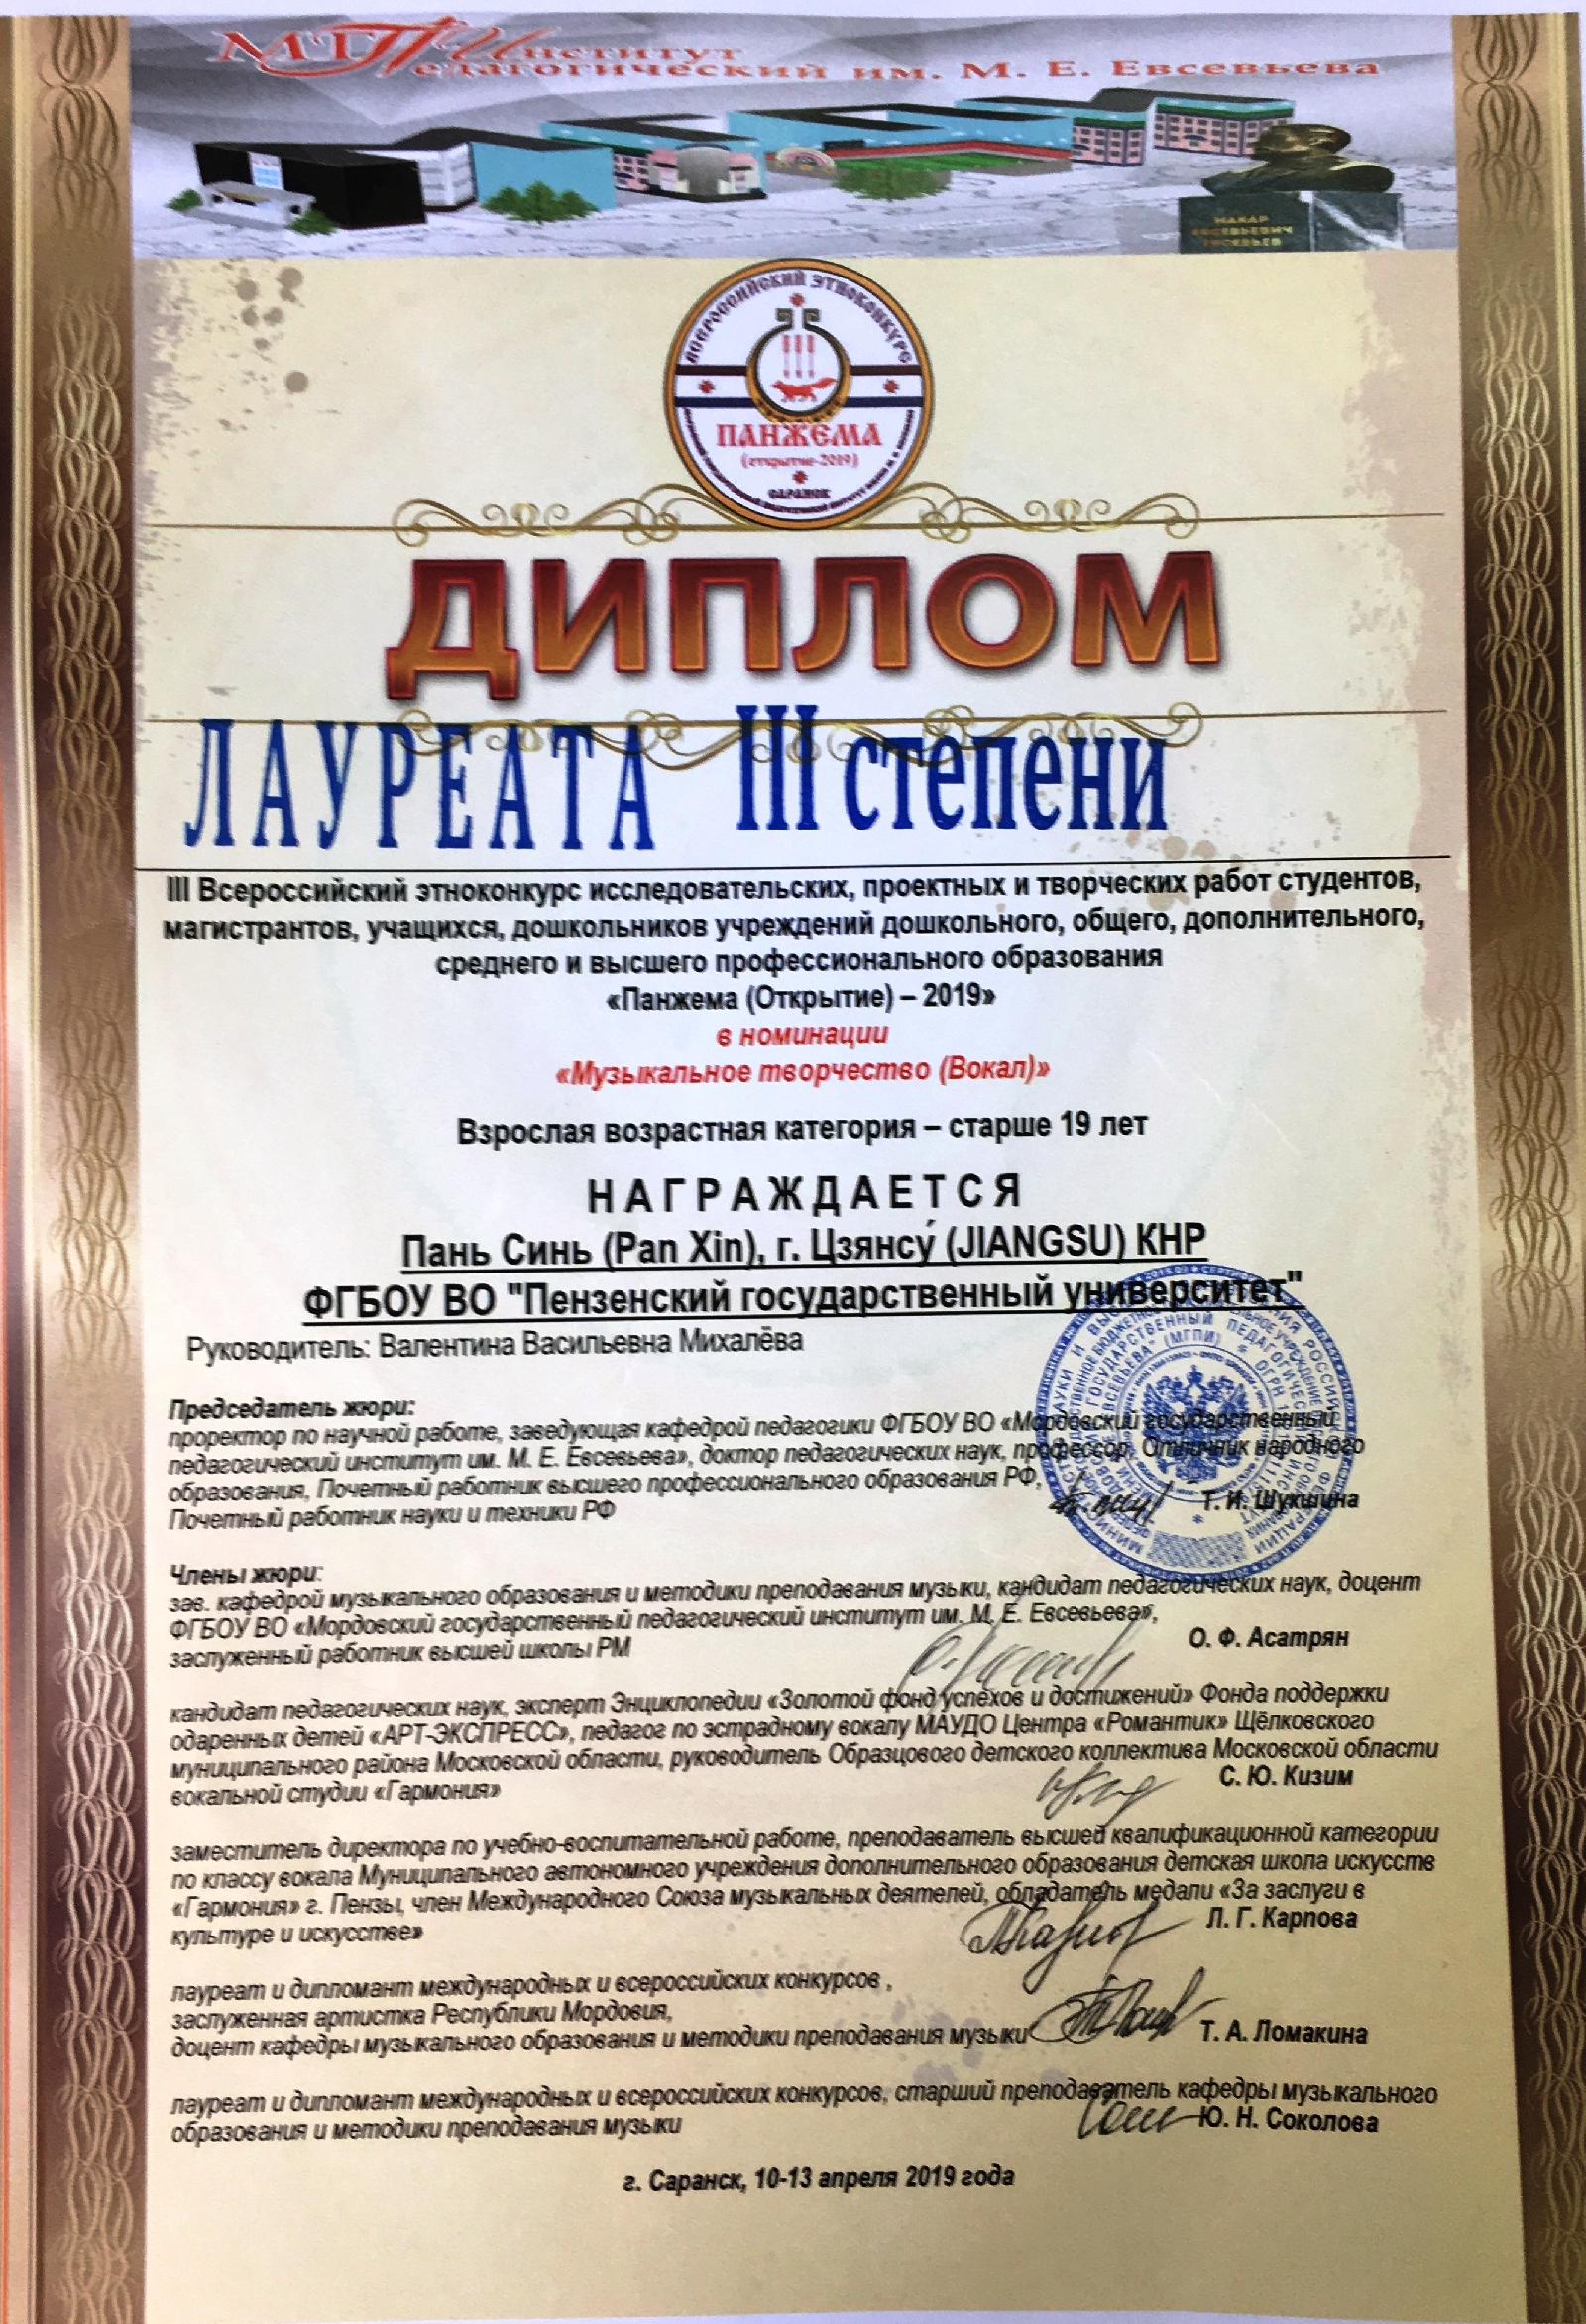 МГПИ Институт
Педагогический им. М. Е. Евсевьева
МАКАР
ЕВСЕВЬЕВИЧ
ЕВСЕВЬЕВ
ВСЕРОССИЙСКИЙ ЭТНОКОНКУРС
ПАНЖЕМА
(открытие-2019)
САРАНСК
ДИПЛОМ
ЛАУРЕАТА III степени
III Всероссийский этноконкурс исследовательских, проектных и творческих работ студентов,
магистрантов, учащихся, дошкольников учреждений дошкольного, общего, дополнительного,
среднего и высшего профессионального образования
«Панжема (Открытие) – 2019»
в номинации
«Музыкальное творчество (Вокал)»
Взрослая возрастная категория – старше 19 лет
НАГРАЖДАЕТСЯ
Пань Синь (Pan Xin), г. Цзянсу́ (JIANGSU) КНР
ФГБОУ ВО "Пензенский государственный университет"
Руководитель: Валентина Васильевна Михалёва
Председатель жюри:
проректор по научной работе, заведующая кафедрой педагогики ФГБОУ ВО «Мордовский государственный
педагогический институт им. М. Е. Евсевьева», доктор педагогических наук, профессор, Отличник народного
образования, Почетный работник высшего профессионального образования РФ,
Почетный работник науки и техники РФ Т. И. Шукшина
Члены жюри:
зав. кафедрой музыкального образования и методики преподавания музыки, кандидат педагогических наук, доцент
ФГБОУ ВО «Мордовский государственный педагогический институт им. М. Е. Евсевьева»,
заслуженный работник высшей школы РМ О. Ф. Асатрян
кандидат педагогических наук, эксперт Энциклопедии «Золотой фонд успехов и достижений» Фонда поддержки
одаренных детей «АРТ-ЭКСПРЕСС», педагог по эстрадному вокалу МАУДО Центра «Романтик» Щёлковского
муниципального района Московской области, руководитель Образцового детского коллектива Московской области
вокальной студии «Гармония» С. Ю. Кизим
заместитель директора по учебно-воспитательной работе, преподаватель высшей квалификационной категории
по классу вокала Муниципального автономного учреждения дополнительного образования детская школа искусств
«Гармония» г. Пензы, член Международного Союза музыкальных деятелей, обладатель медали «За заслуги в
культуре и искусстве» Л. Г. Карпова
лауреат и дипломант международных и всероссийских конкурсов ,
заслуженная артистка Республики Мордовия,
доцент кафедры музыкального образования и методики преподавания музыки Т. А. Ломакина
лауреат и дипломант международных и всероссийских конкурсов, старший преподаватель кафедры музыкального
образования и методики преподавания музыки Ю. Н. Соколова
г. Саранск, 10-13 апреля 2019 года